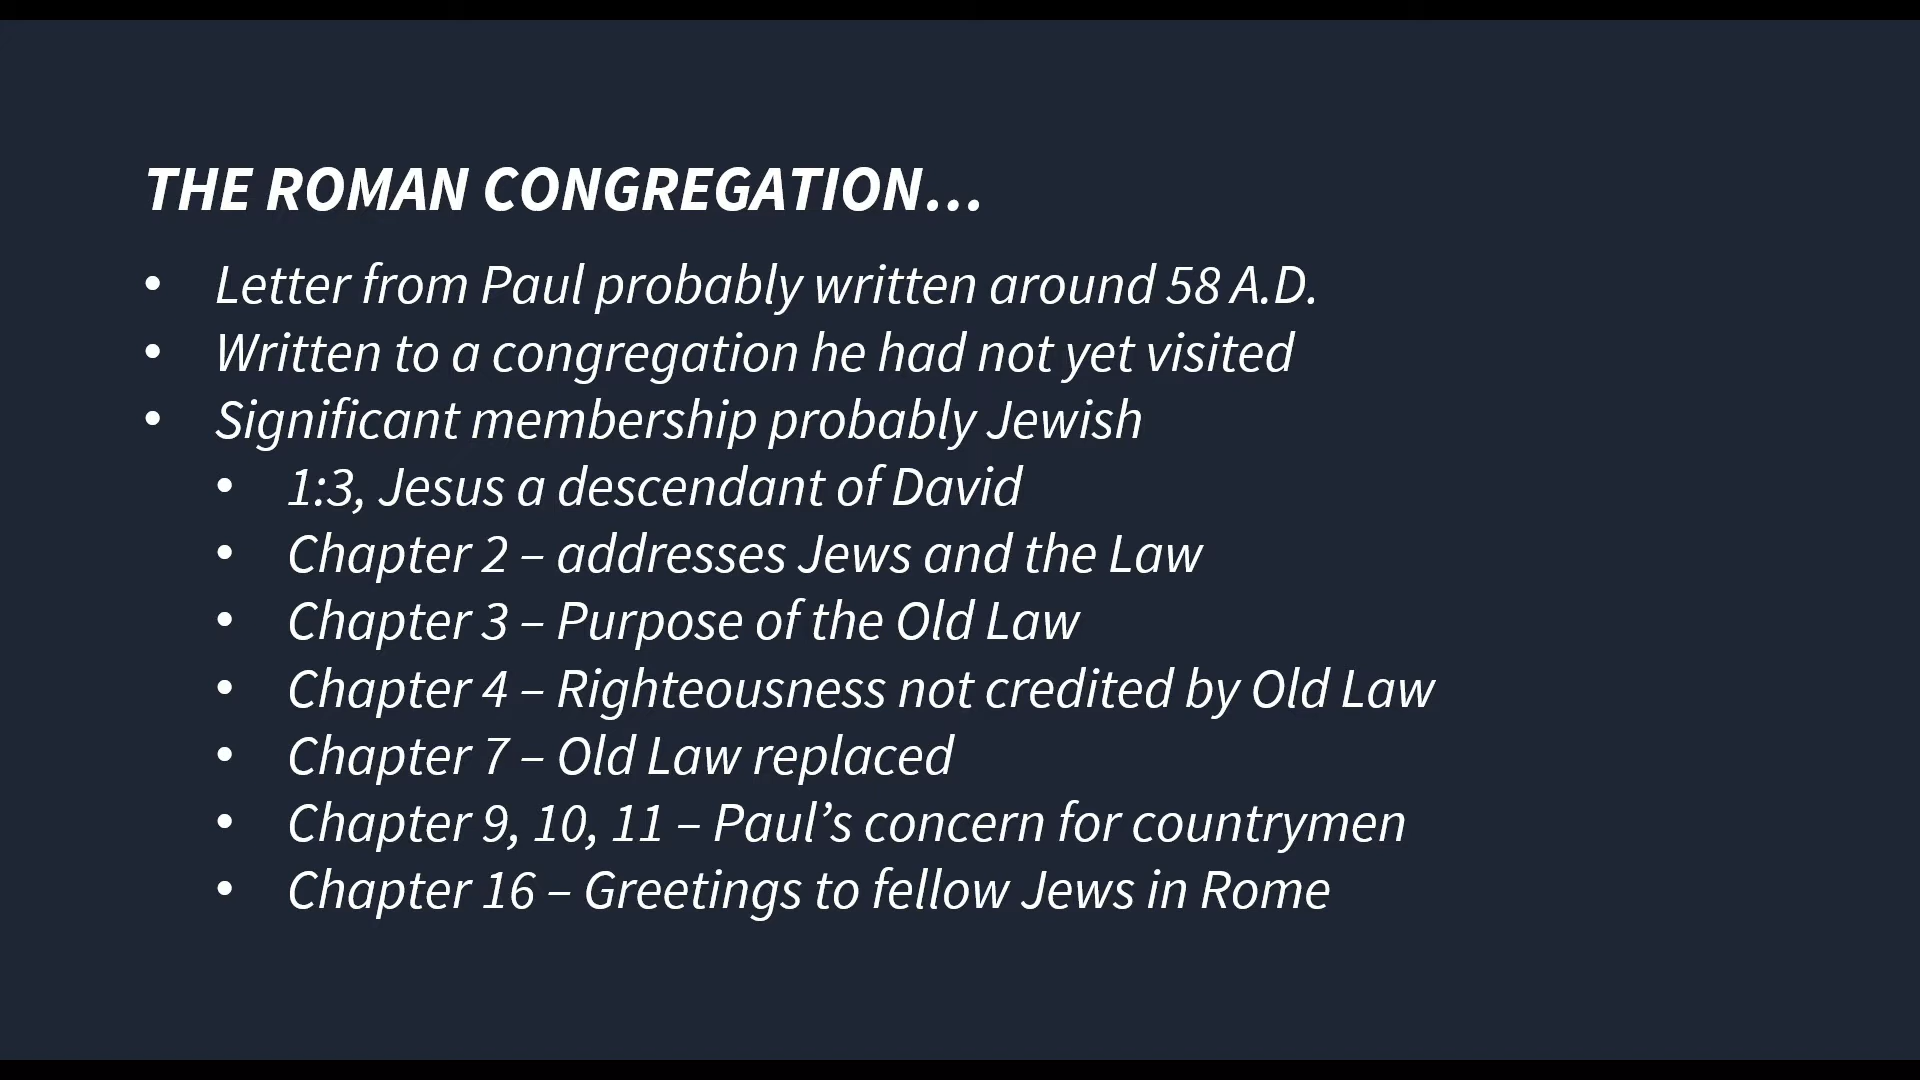 THE ROMAN CONGREGATION…
• Letter from Paul probably written around 58 A.D.
• Written to a congregation he had not yet visited
• Significant membership probably Jewish
• 1:3, Jesus a descendant of David
• Chapter 2 – addresses Jews and the Law
• Chapter 3 – Purpose of the Old Law
• Chapter 4 – Righteousness not credited by Old Law
• Chapter 7 – Old Law replaced
• Chapter 9, 10, 11 – Paul’s concern for countrymen
• Chapter 16 – Greetings to fellow Jews in Rome